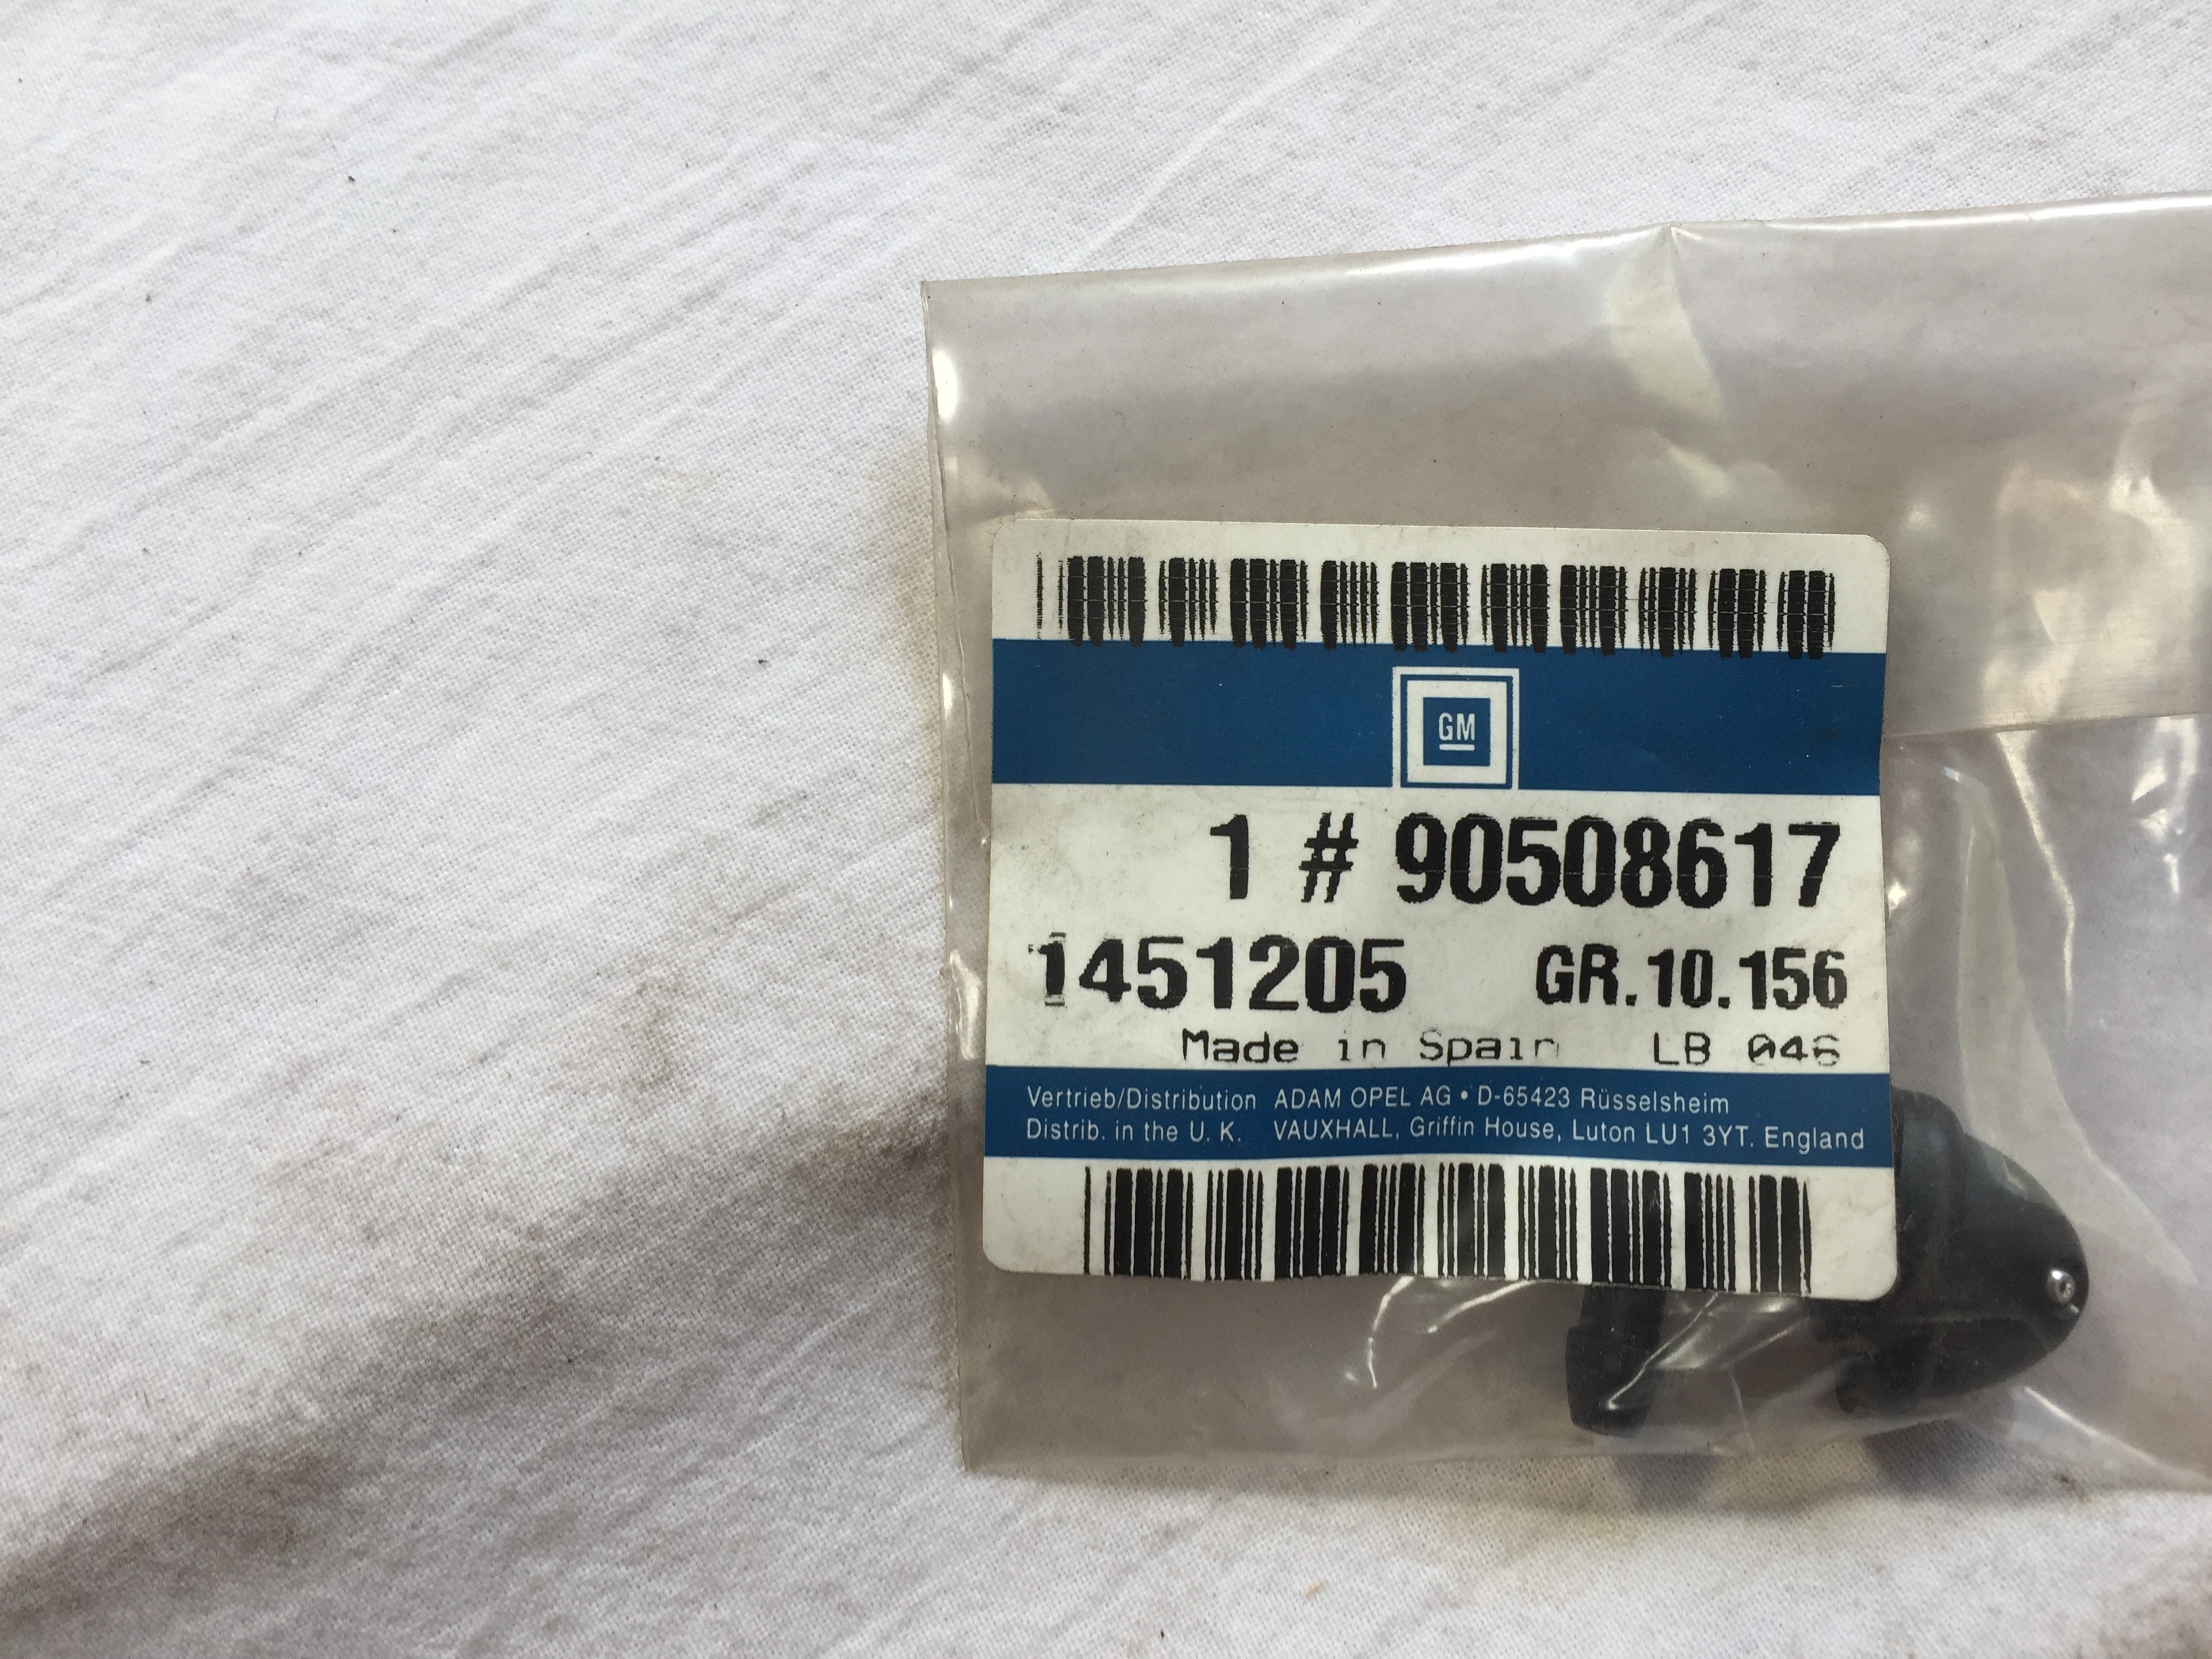 GM
1 # 90508617
1451205 GR.10.156
Made in Spain LB 046
Vertrieb/Distribution ADAM OPEL AG • D-65423 Rüsselsheim
Distrib. in the U. K. VAUXHALL, Griffin House, Luton LU1 3YT. England